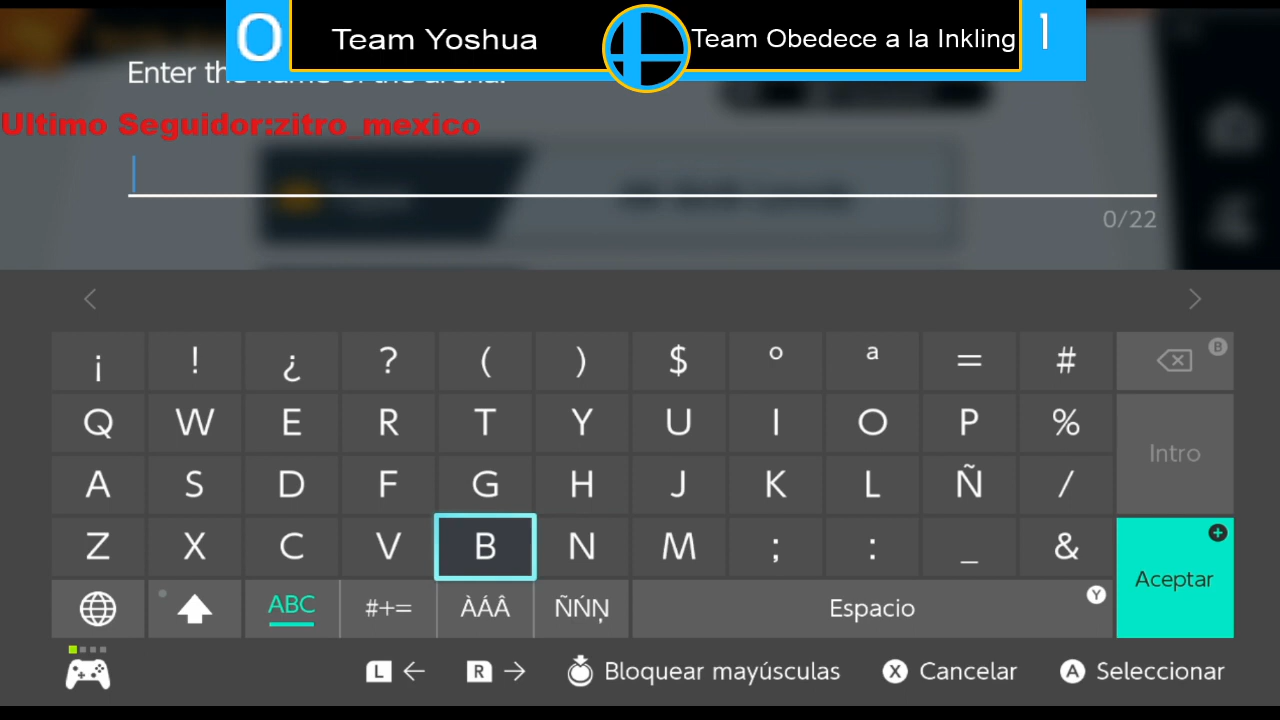 0 Team Yoshua Team Obedece a la Inkling 1
Enter the name of the arena.
Ultimo Seguidor:zitro_mexico
0/22
< >
¡ ! ¿ ? ( ) $ º ª = # B
Q W E R T Y U I O P %
Intro
A S D F G H J K L Ñ /
Z X C V B N M ; : _ & +
Aceptar
ABC #+= ÀÁÂ ÑŃŅ Espacio Y
L ← R → Bloquear mayúsculas X Cancelar A Seleccionar